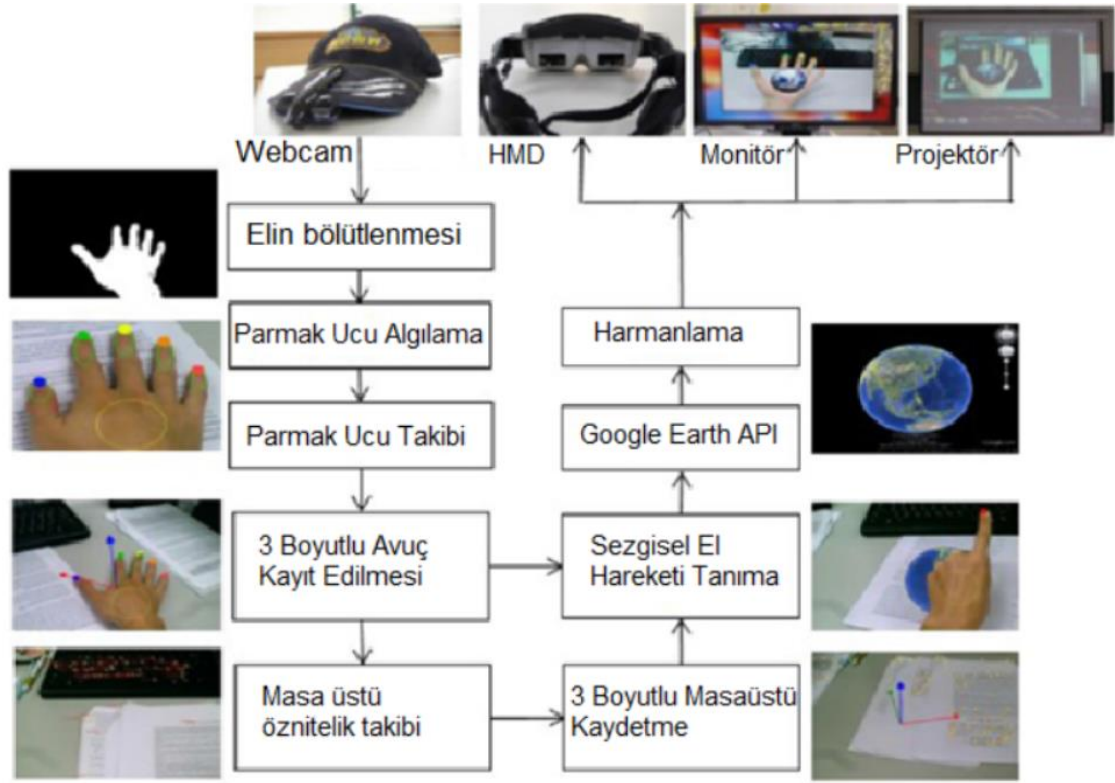 Webcam
HMD
Monitör
Projektör
Elin bölütlenmesi
Parmak Ucu Algılama
Parmak Ucu Takibi
3 Boyutlu Avuç
Kayıt Edilmesi
Masa üstü
öznitelik takibi
Harmanlama
Google Earth API
Sezgisel El
Hareketi Tanıma
3 Boyutlu Masaüstü
Kaydetme